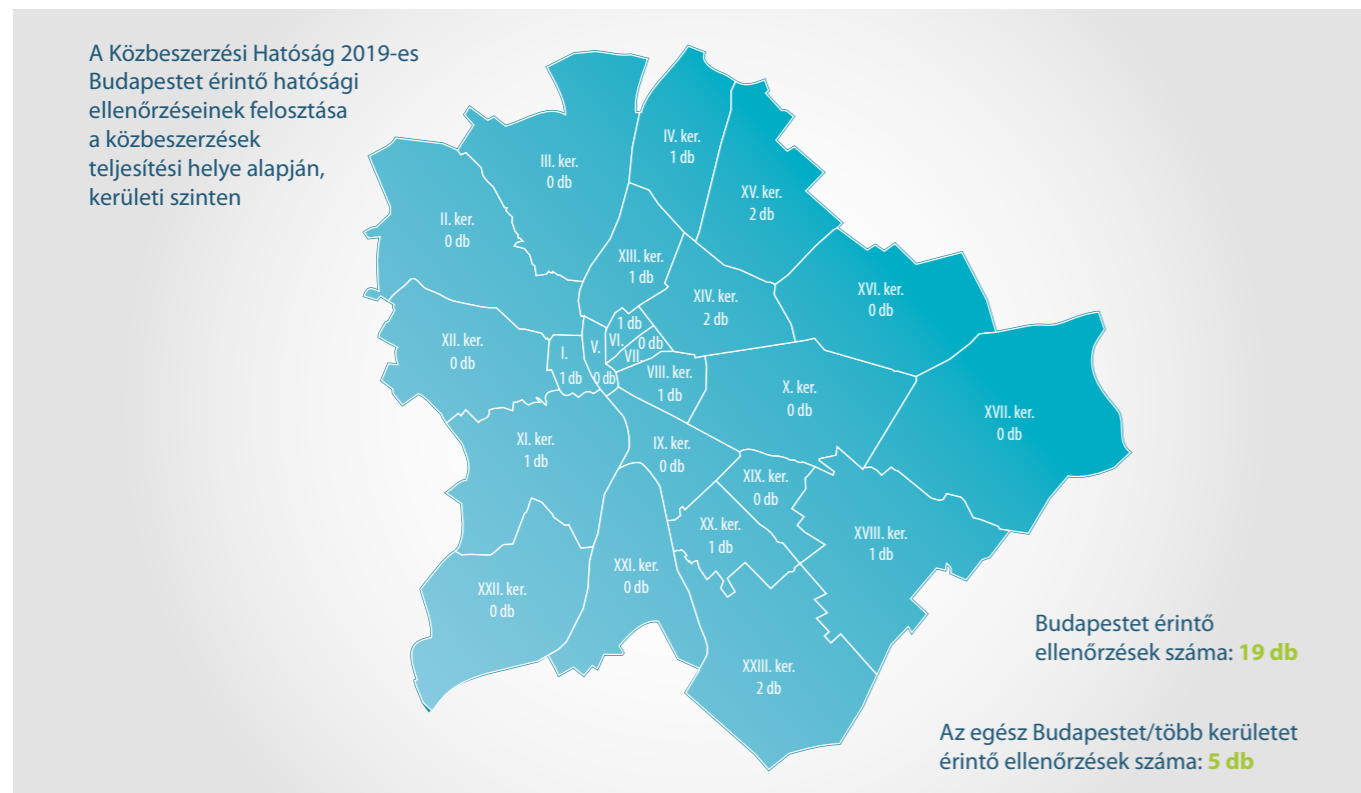 A Közbeszerzési Hatóság 2019-es
Budapestet érintő hatósági
ellenőrzéseinek felosztása
a közbeszerzések
teljesítési helye alapján,
kerületi szinten
IV. ker.
1 db
III. ker.
0 db
XV. ker.
2 db
II. ker.
0 db
XIII. ker.
1 db
XIV. ker.
2 db
XVI. ker.
0 db
XII. ker.
0 db
I.
1 db
V.
0 db
1 db
VI.
0 db
VII.
VIII. ker.
1 db
X. ker.
0 db
XVII. ker.
0 db
XI. ker.
1 db
IX. ker.
0 db
XIX. ker.
0 db
XX. ker.
1 db
XVIII. ker.
1 db
XXI. ker.
0 db
XXII. ker.
0 db
XXIII. ker.
2 db
Budapestet érintő
ellenőrzések száma: 19 db
Az egész Budapestet/több kerületet
érintő ellenőrzések száma: 5 db